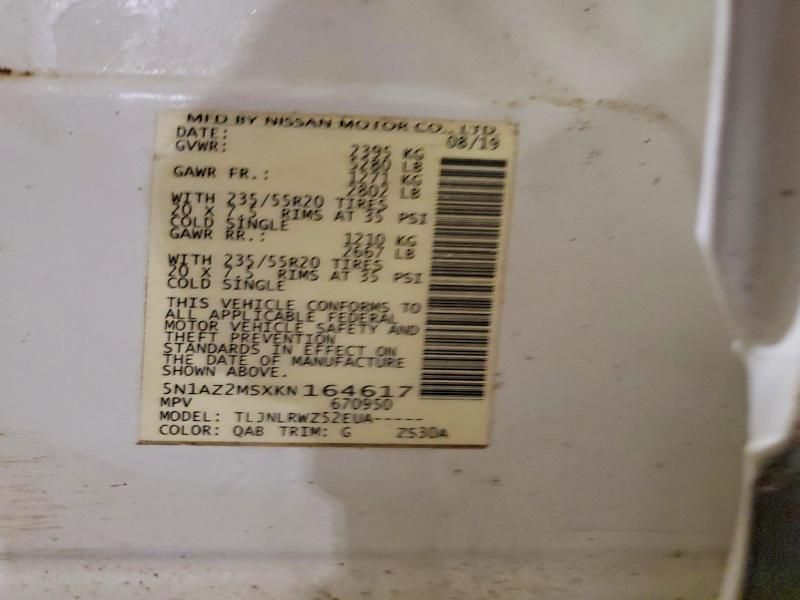 MFD BY NISSAN MOTOR CO., LTD.
DATE: 08/19
GVWR: 2395 KG
5280 LB
GAWR FR.: 1271 KG
2802 LB
WITH 235/55R20 TIRES
20 X 7.5 RIMS AT 35 PSI
COLD SINGLE
GAWR RR.: 1210 KG
2667 LB
WITH 235/55R20 TIRES
20 X 7.5 RIMS AT 35 PSI
COLD SINGLE
THIS VEHICLE CONFORMS TO
ALL APPLICABLE FEDERAL
MOTOR VEHICLE SAFETY AND
THEFT PREVENTION
STANDARDS IN EFFECT ON
THE DATE OF MANUFACTURE
SHOWN ABOVE.
5N1AZ2MSXKN164617
MPV 670950
MODEL: TLJNLRWZ52EUA-----
COLOR: QAB TRIM: G ZS30A